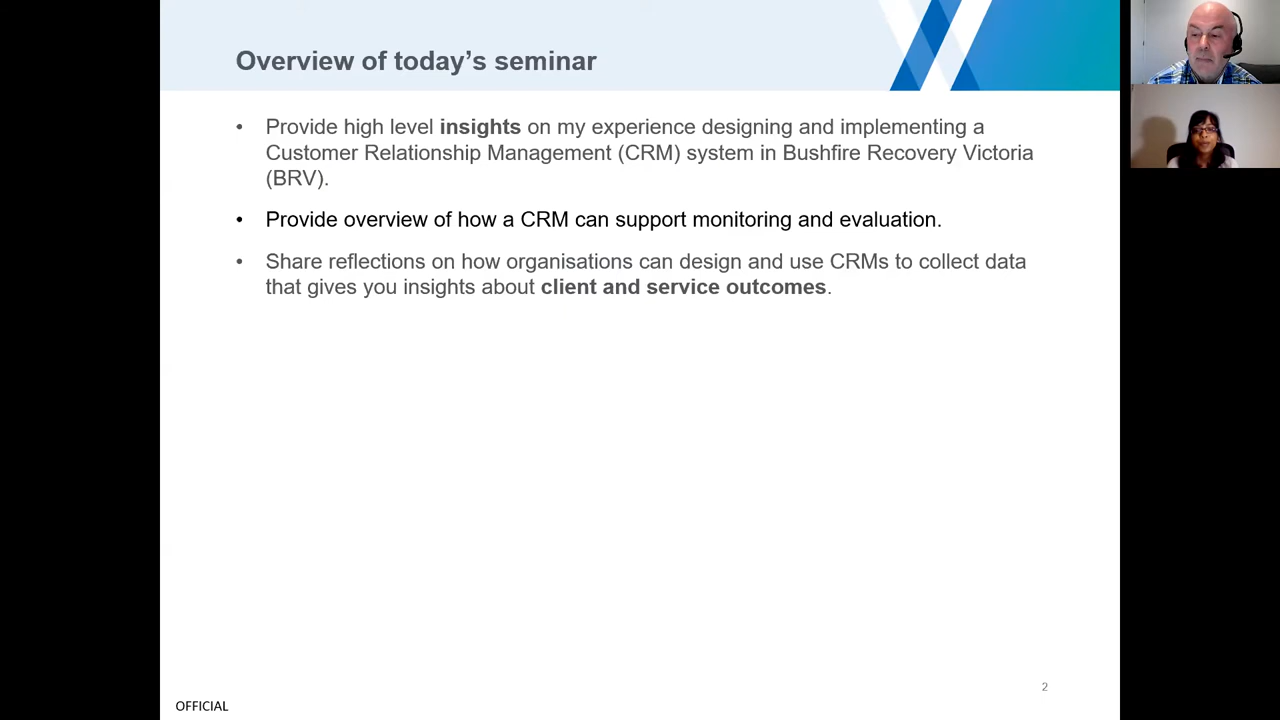 Overview of today's seminar
• Provide high level insights on my experience designing and implementing a
Customer Relationship Management (CRM) system in Bushfire Recovery Victoria
(BRV).
• Provide overview of how a CRM can support monitoring and evaluation.
• Share reflections on how organisations can design and use CRMs to collect data
that gives you insights about client and service outcomes.
2
OFFICIAL